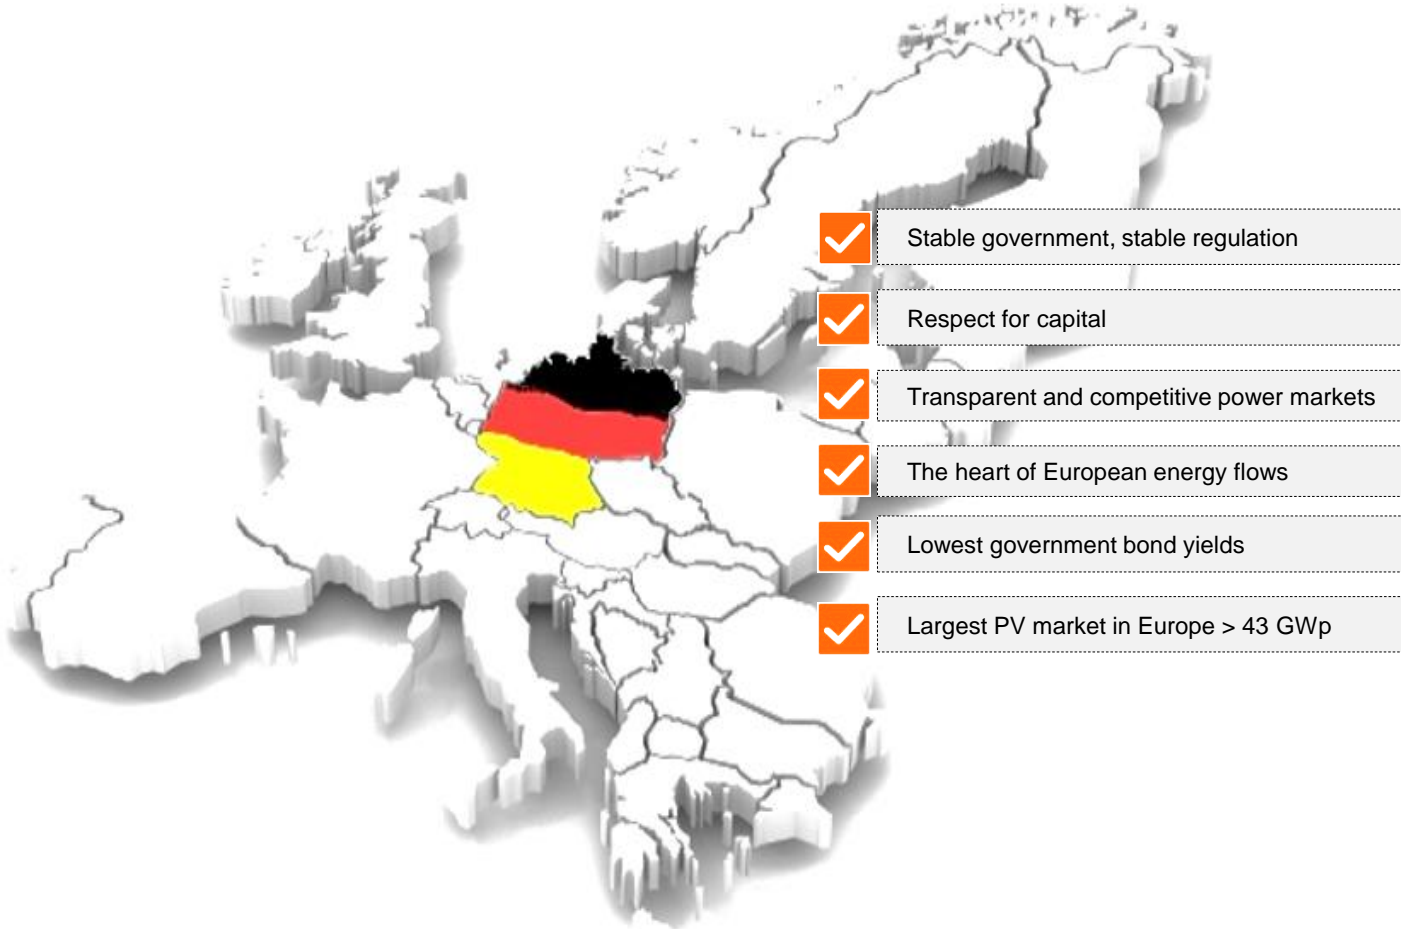 Stable government, stable regulation
Respect for capital
Transparent and competitive power markets
The heart of European energy flows
Lowest government bond yields
Largest PV market in Europe > 43 GWp